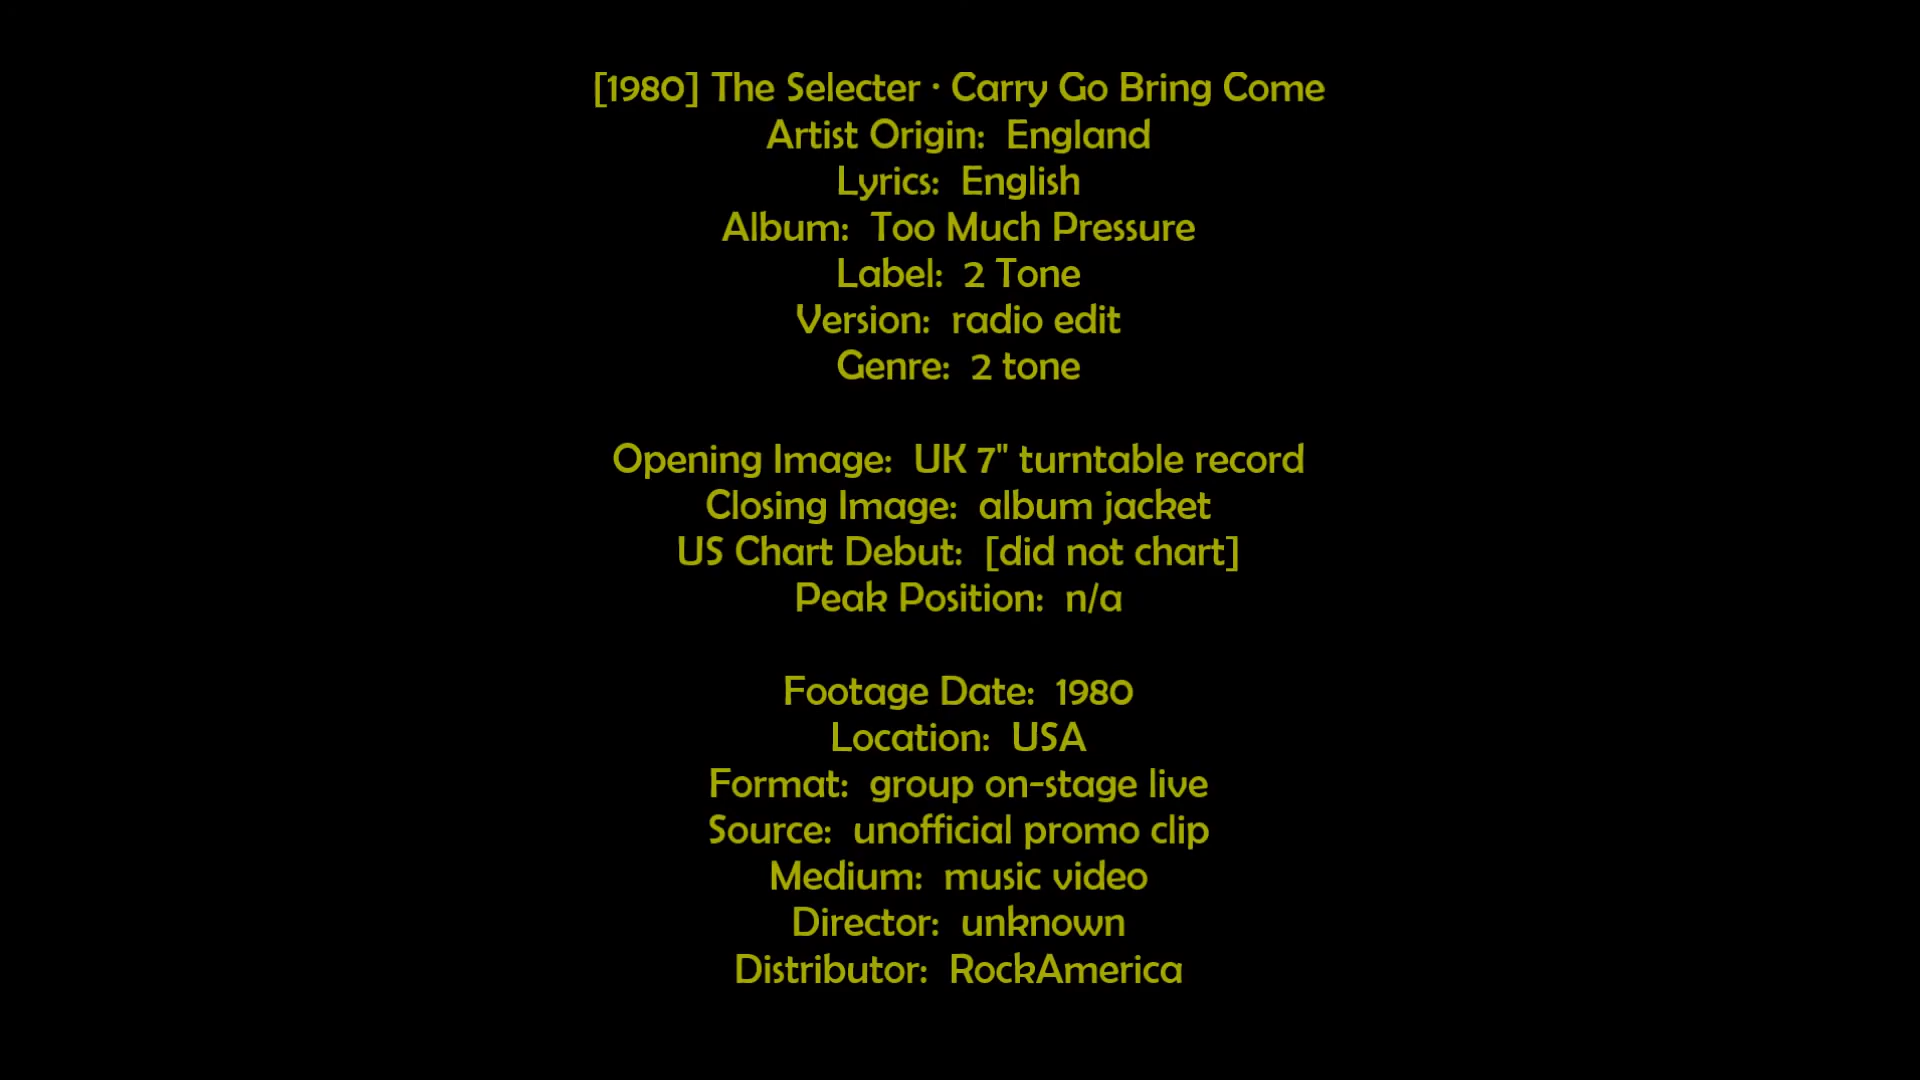 [1980] The Selecter · Carry Go Bring Come
Artist Origin:  England
Lyrics:  English
Album:  Too Much Pressure
Label:  2 Tone
Version:  radio edit
Genre:  2 tone
Opening Image:  UK 7" turntable record
Closing Image:  album jacket
US Chart Debut:  [did not chart]
Peak Position:  n/a
Footage Date:  1980
Location:  USA
Format:  group on-stage live
Source:  unofficial promo clip
Medium:  music video
Director:  unknown
Distributor:  RockAmerica